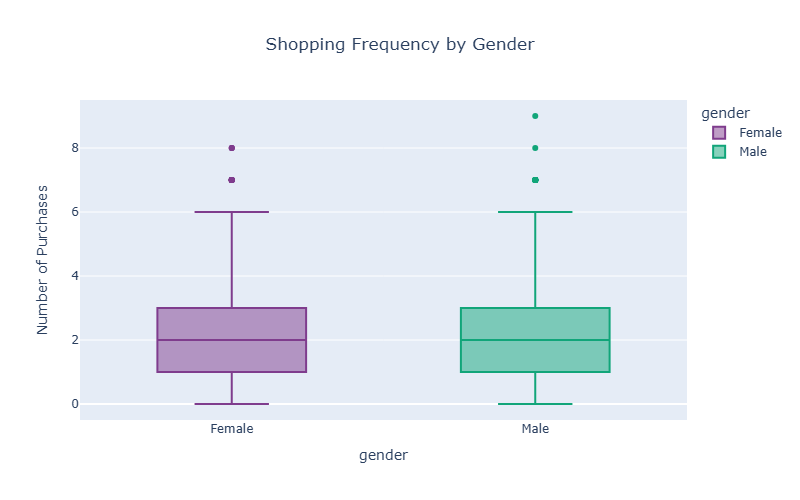 Shopping Frequency by Gender
gender
Female
Male
Number of Purchases
8
6
4
2
0
Female
Male
gender